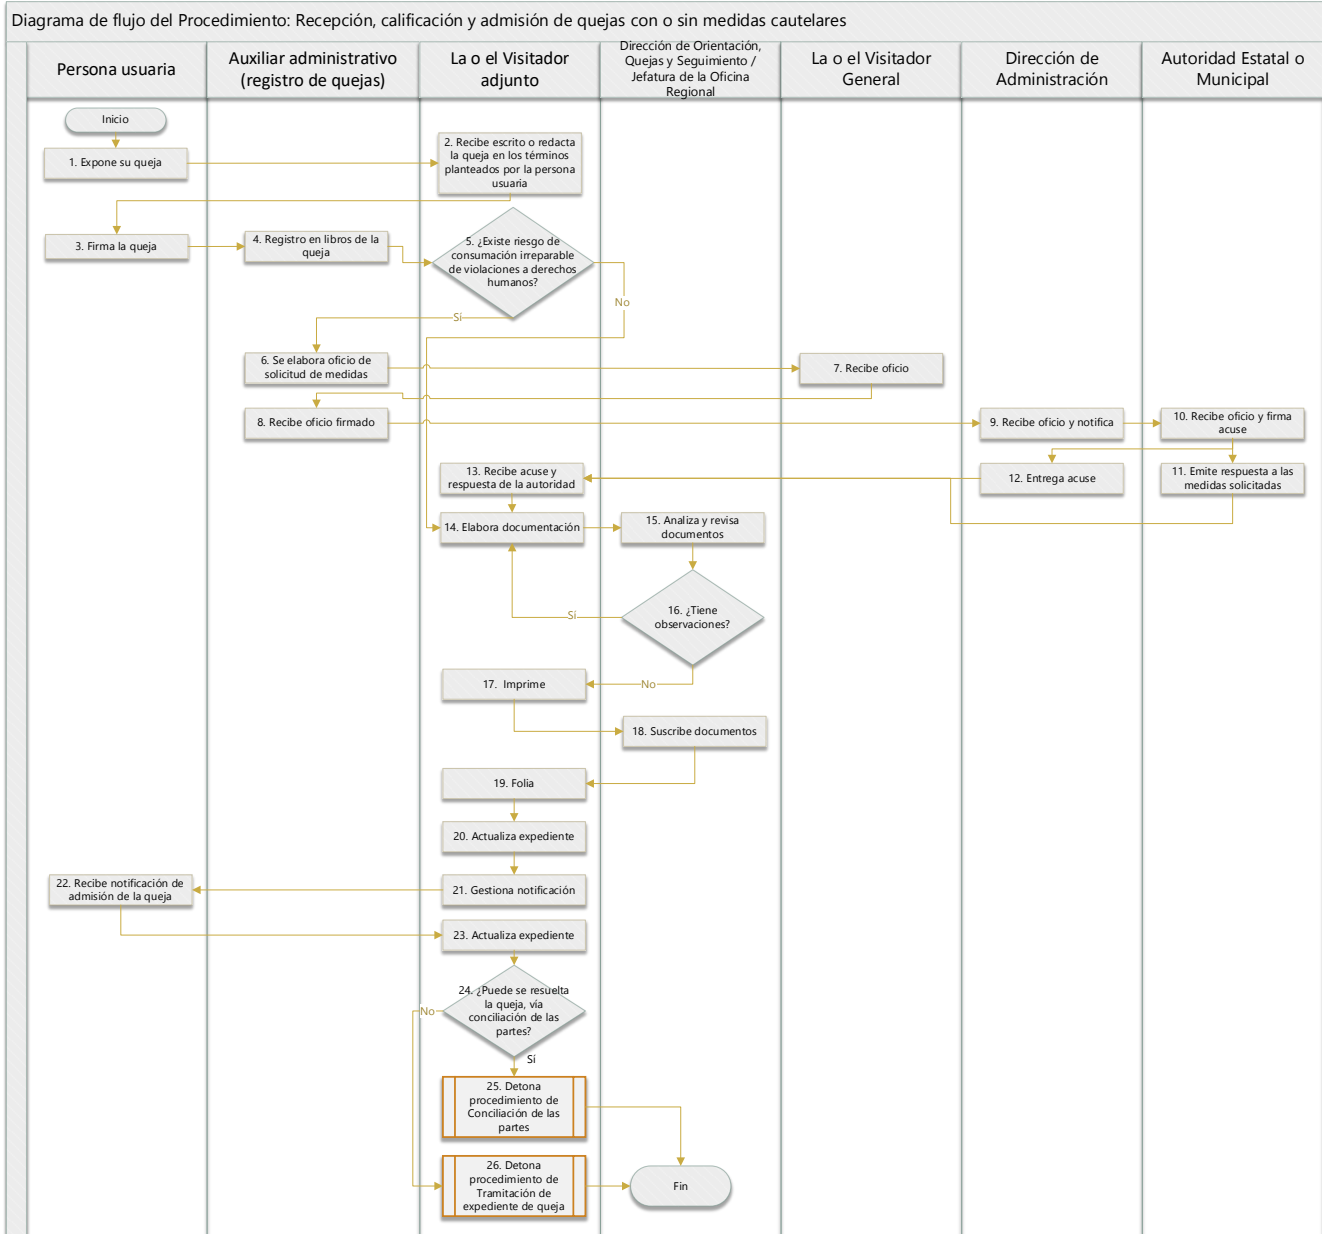 Diagrama de flujo del Procedimiento: Recepción, calificación y admisión de quejas con o sin medidas cautelares
Persona usuaria
Auxiliar administrativo
(registro de quejas)
La o el Visitador
adjunto
Dirección de Orientación,
Quejas y Seguimiento /
Jefatura de la Oficina
Regional
La o el Visitador
General
Dirección de
Administración
Autoridad Estatal o
Municipal
Inicio
1. Expone su queja
2. Recibe escrito o redacta
la queja en los términos
planteados por la persona
usuaria
3. Firma la queja
4. Registro en libros de la
queja
5. ¿Existe riesgo de
consumación irreparable
de violaciones a derechos
humanos?
No
Sí
6. Se elabora oficio de
solicitud de medidas
7. Recibe oficio
8. Recibe oficio firmado
9. Recibe oficio y notifica
10. Recibe oficio y firma
acuse
13. Recibe acuse y
respuesta de la autoridad
12. Entrega acuse
11. Emite respuesta a las
medidas solicitadas
14. Elabora documentación
15. Analiza y revisa
documentos
16. ¿Tiene
observaciones?
Sí
No
17. Imprime
18. Suscribe documentos
19. Folia
20. Actualiza expediente
22. Recibe notificación de
admisión de la queja
21. Gestiona notificación
23. Actualiza expediente
24. ¿Puede se resuelta
la queja, vía
conciliación de las
partes?
No
Sí
25. Detona
procedimiento de
Conciliación de las
partes
26. Detona
procedimiento de
Tramitación de
expediente de queja
Fin